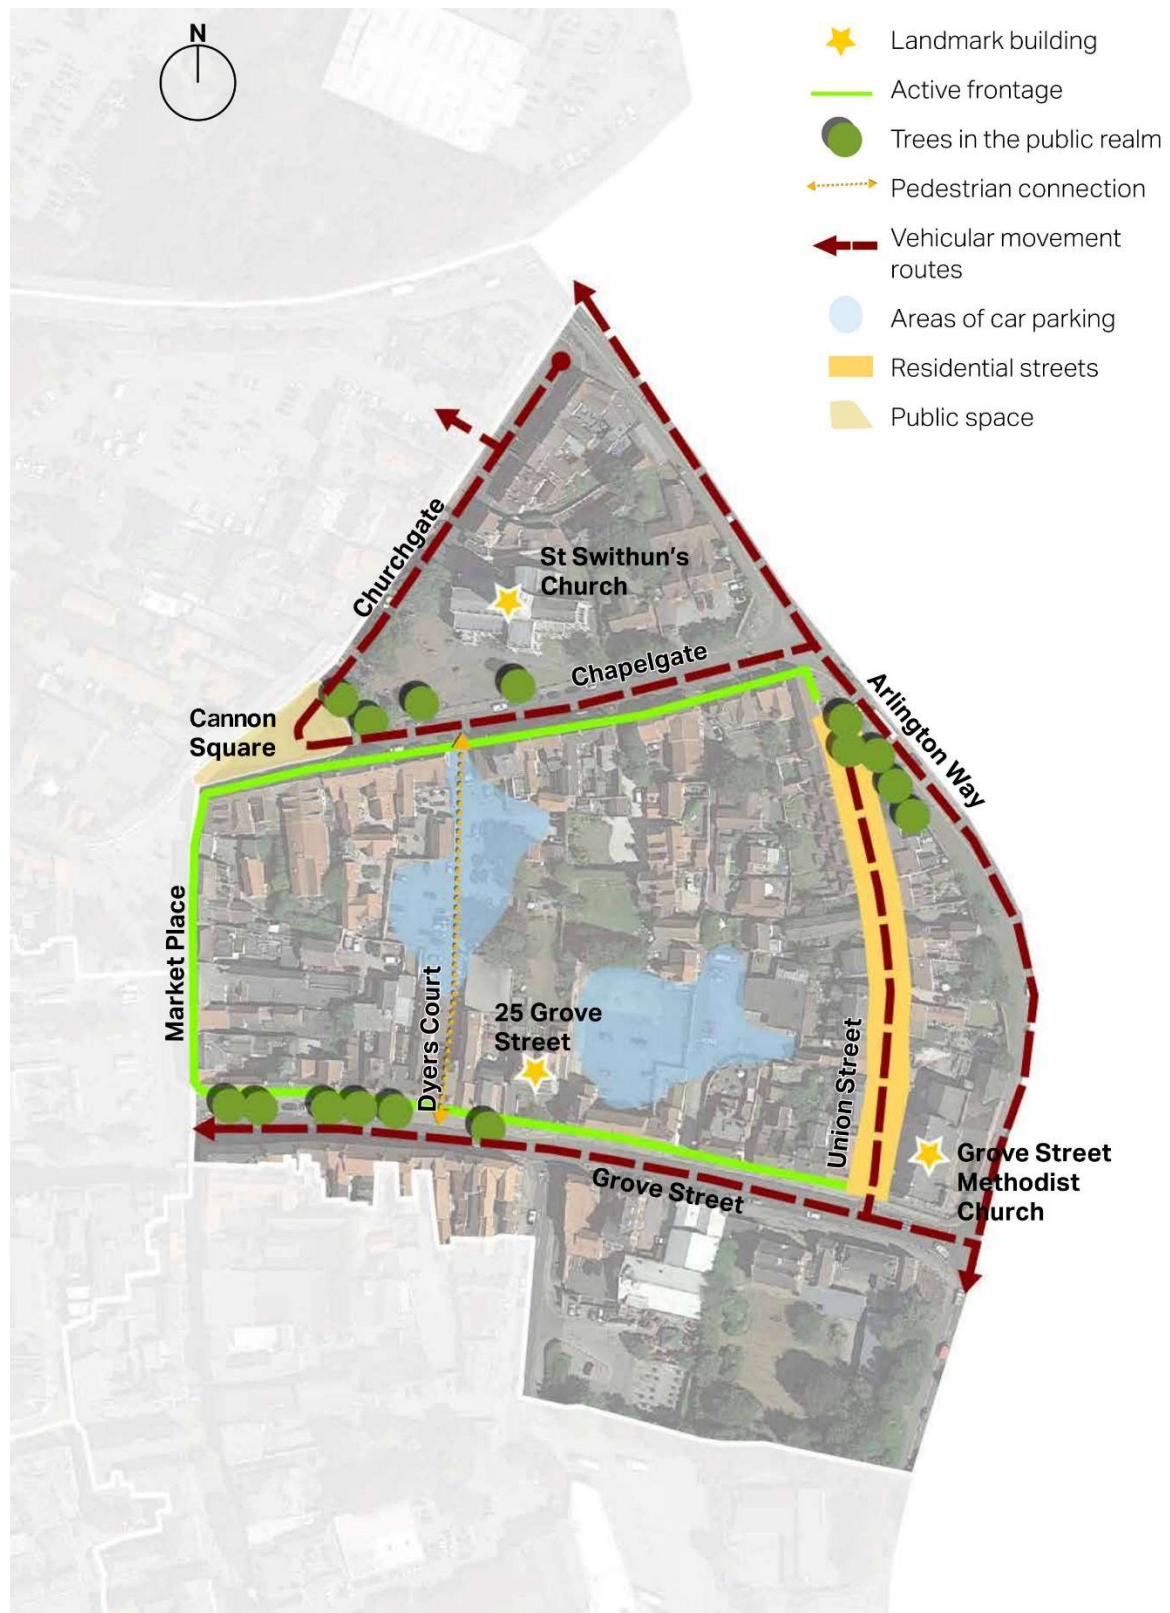 N
Landmark building
Active frontage
Trees in the public realm
Pedestrian connection
Vehicular movement
routes
Areas of car parking
Residential streets
Public space
Churchgate
St Swithun's
Church
Chapelgate
Cannon
Square
Arlington Way
Market Place
Dyers Court
25 Grove
Street
Union Street
Grove Street
Grove Street
Methodist
Church